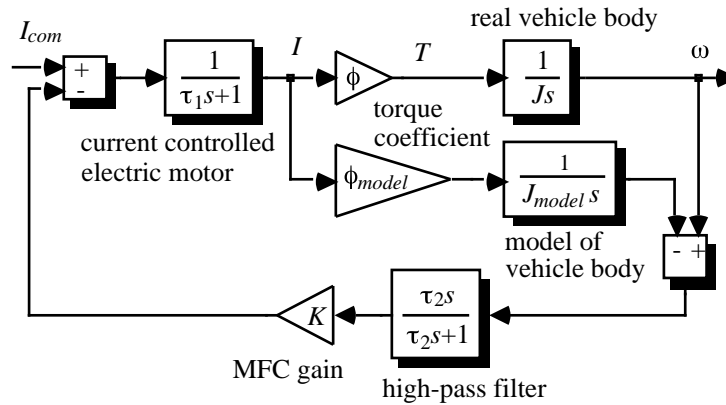 real vehicle body
I_com
+
-
1
τ₁s+1
I
ϕ
T
1
Js
ω
current controlled
electric motor
torque
coefficient
ϕ_model
1
J_model s
model of
vehicle body
- +
K
τ₂s
τ₂s+1
MFC gain
high-pass filter